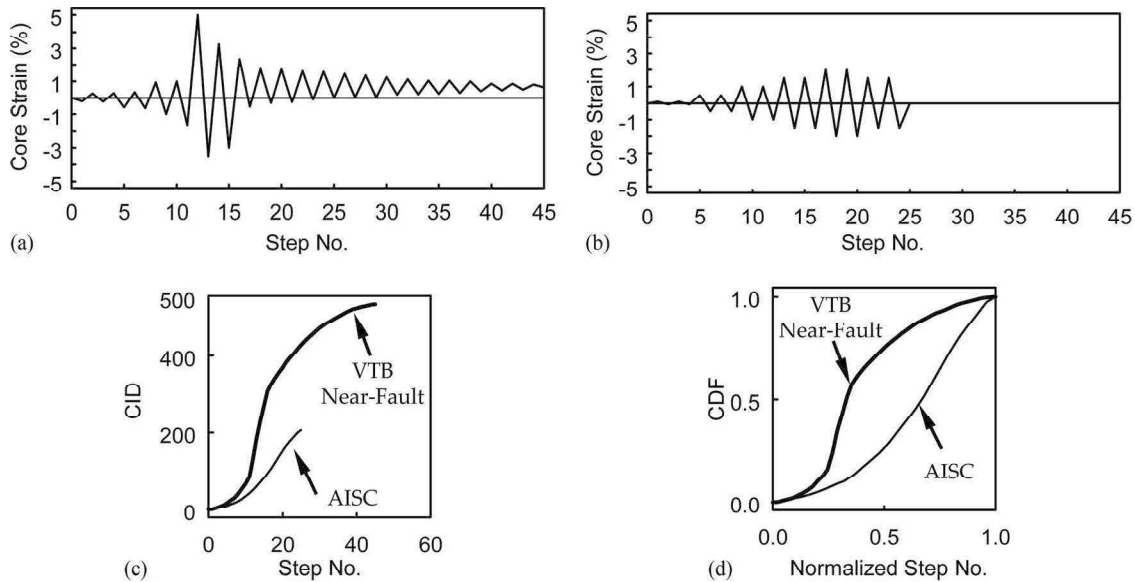 5
3
1
-1
-3
-5
Core Strain (%)
0 5 10 15 20 25 30 35 40 45
Step No.
(a)
5
3
1
-1
-3
-5
Core Strain (%)
0 5 10 15 20 25 30 35 40 45
Step No.
(b)
500
400
200
0
CID
VTB
Near-Fault
AISC
0 20 40 60
Step No.
(c)
1.0
0.5
0.0
CDF
VTB
Near-Fault
AISC
0.0 0.5 1.0
Normalized Step No.
(d)